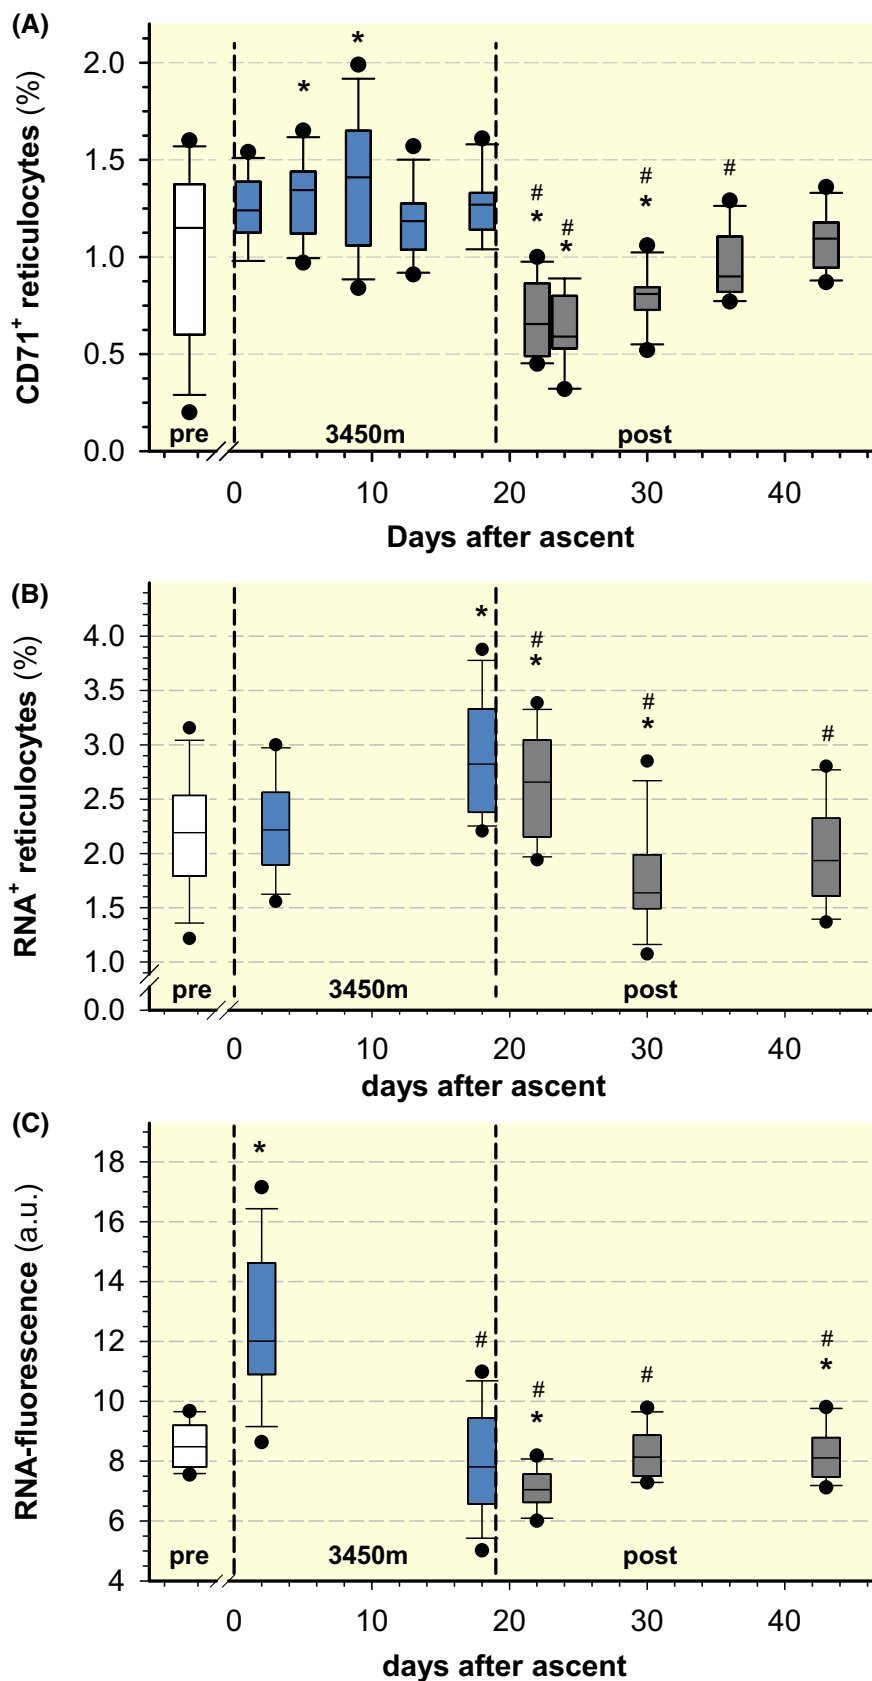 (A)
CD71+ reticulocytes (%)
2.0
1.5
1.0
0.5
0.0
* * # * # * # * #
pre 3450m post
0 10 20 30 40
Days after ascent
(B)
RNA+ reticulocytes (%)
4.0
3.5
3.0
2.5
2.0
1.5
1.0
0.0
* # * # * #
pre 3450m post
0 10 20 30 40
days after ascent
(C)
RNA-fluorescence (a.u.)
18
16
14
12
10
8
6
4
* # # * # # *
pre 3450m post
0 10 20 30 40
days after ascent